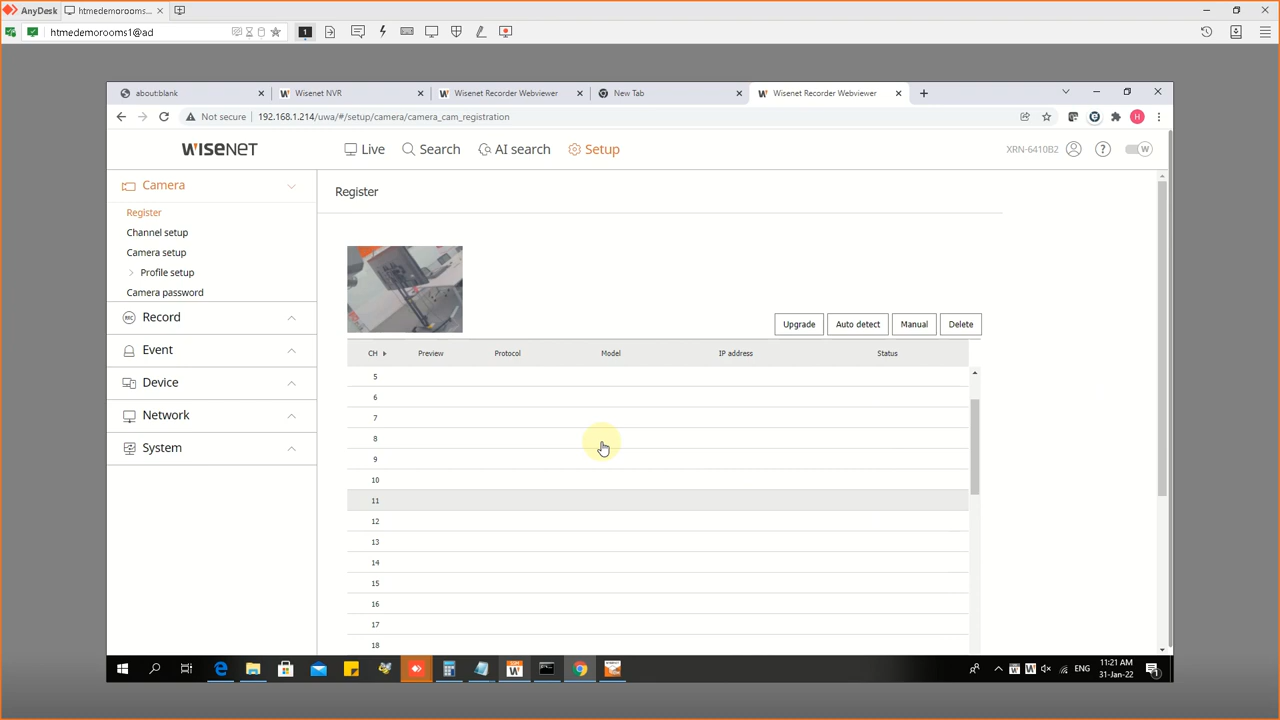 AnyDesk htmedemorooms...
htmedemorooms1@ad 1
about:blank Wisenet NVR Wisenet Recorder Webviewer New Tab Wisenet Recorder Webviewer
Not secure 192.168.1.214/uwa/#/setup/camera/camera_cam_registration H
WISENET Live Search AI search Setup XRN-6410B2 ? W
Camera
Register
Channel setup
Camera setup
Profile setup
Camera password
REC Record
Event
Device
Network
System
Register
Upgrade Auto detect Manual Delete
CH Preview Protocol Model IP address Status
5
6
7
8
9
10
11
12
13
14
15
16
17
18
ENG 11:21 AM
31-Jan-22 1